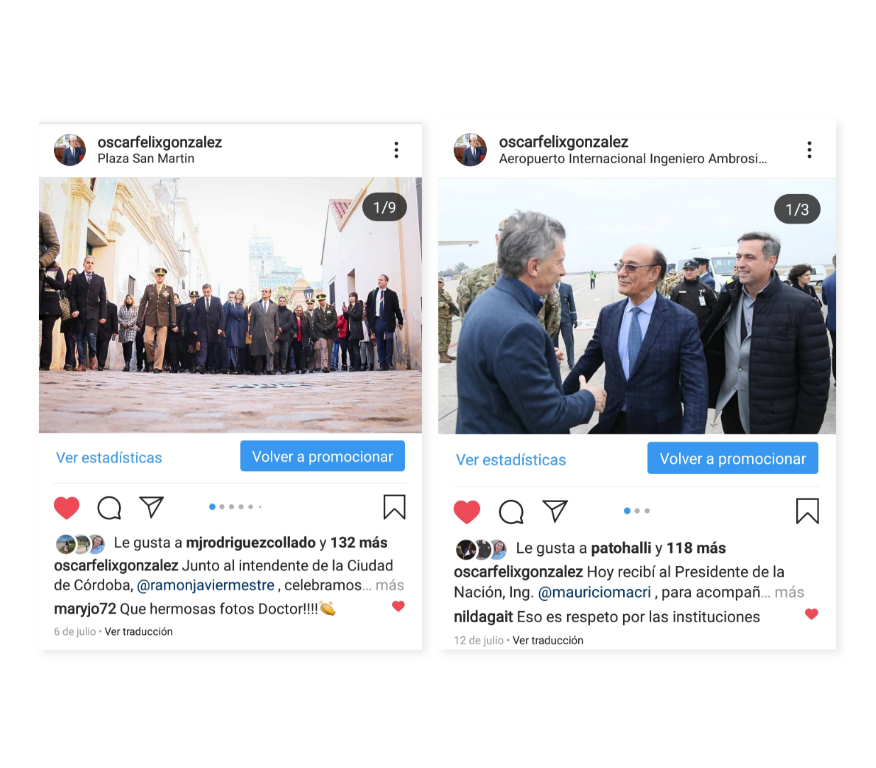 oscarfelixgonzalez
Plaza San Martin
1/9
Ver estadísticas
Volver a promocionar
Le gusta a mjrodriguezcollado y 132 más
oscarfelixgonzalez Junto al intendente de la Ciudad
de Córdoba, @ramonjaviermestre , celebramos... más
maryjo72 Que hermosas fotos Doctor!!!!👏
6 de julio • Ver traducción
oscarfelixgonzalez
Aeropuerto Internacional Ingeniero Ambrosi...
1/3
Ver estadísticas
Volver a promocionar
Le gusta a patohalli y 118 más
oscarfelixgonzalez Hoy recibí al Presidente de la
Nación, Ing. @mauriciomacri , para acompañ... más
nildagait Eso es respeto por las instituciones
12 de julio • Ver traducción